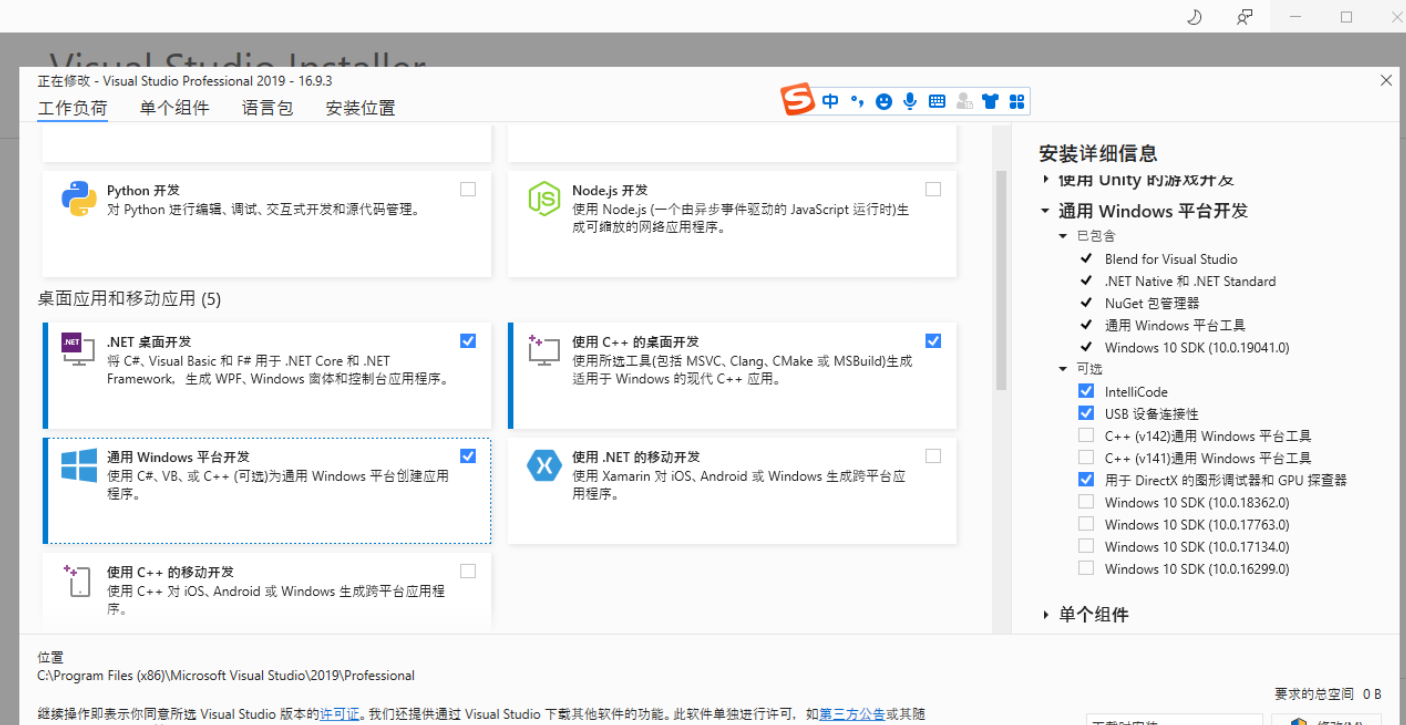 Visual Studio Installer
正在修改 - Visual Studio Professional 2019 - 16.9.3
工作负荷 单个组件 语言包 安装位置
中
Python 开发
对 Python 进行编辑、调试、交互式开发和源代码管理。
Node.js 开发
使用 Node.js (一个由异步事件驱动的 JavaScript 运行时)生
成可缩放的网络应用程序。
桌面应用和移动应用 (5)
.NET
.NET 桌面开发
将 C#、Visual Basic 和 F# 用于 .NET Core 和 .NET
Framework, 生成 WPF、Windows 窗体和控制台应用程序。
使用 C++ 的桌面开发
使用所选工具(包括 MSVC、Clang、CMake 或 MSBuild)生成
适用于 Windows 的现代 C++ 应用。
通用 Windows 平台开发
使用 C#、VB、或 C++ (可选)为通用 Windows 平台创建应用
程序。
使用 .NET 的移动开发
使用 Xamarin 对 iOS、Android 或 Windows 生成跨平台应
用程序。
使用 C++ 的移动开发
使用 C++ 对 iOS、Android 或 Windows 生成跨平台应用程
序。
安装详细信息
使用 Unity 的游戏开发
通用 Windows 平台开发
已包含
Blend for Visual Studio
.NET Native 和 .NET Standard
NuGet 包管理器
通用 Windows 平台工具
Windows 10 SDK (10.0.19041.0)
可选
IntelliCode
USB 设备连接性
C++ (v142)通用 Windows 平台工具
C++ (v141)通用 Windows 平台工具
用于 DirectX 的图形调试器和 GPU 探查器
Windows 10 SDK (10.0.18362.0)
Windows 10 SDK (10.0.17763.0)
Windows 10 SDK (10.0.17134.0)
Windows 10 SDK (10.0.16299.0)
单个组件
位置
C:\Program Files (x86)\Microsoft Visual Studio\2019\Professional
要求的总空间 0 B
继续操作即表示你同意所选 Visual Studio 版本的许可证。我们还提供通过 Visual Studio 下载其他软件的功能。此软件单独进行许可, 如第三方公告或其随
下载时安装
修改(M)